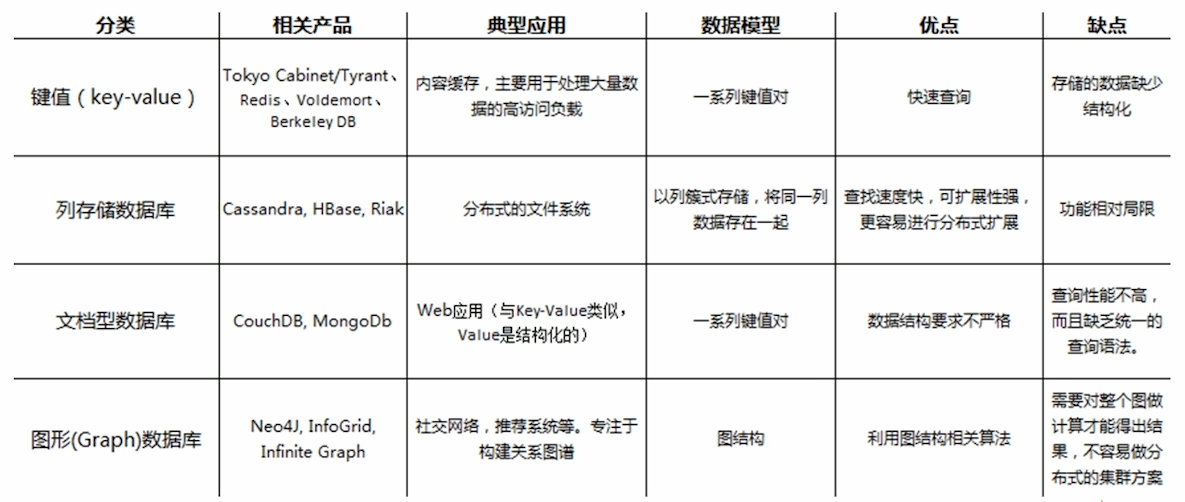 分类 相关产品 典型应用 数据模型 优点 缺点
键值（key-value）
Tokyo Cabinet/Tyrant、
Redis、Voldemort、
Berkeley DB
内容缓存，主要用于处理大量数
据的高访问负载
一系列键值对
快速查询
存储的数据缺少
结构化
列存储数据库
Cassandra, HBase, Riak
分布式的文件系统
以列簇式存储，将同一列
数据存在一起
查找速度快，可扩展性强，
更容易进行分布式扩展
功能相对局限
文档型数据库
CouchDB, MongoDb
Web应用（与Key-Value类似，
Value是结构化的）
一系列键值对
数据结构要求不严格
查询性能不高，
而且缺乏统一的
查询语法。
图形(Graph)数据库
Neo4J, InfoGrid,
Infinite Graph
社交网络，推荐系统等。专注于
构建关系图谱
图结构
利用图结构相关算法
需要对整个图做
计算才能得出结
果，不容易做分
布式的集群方案